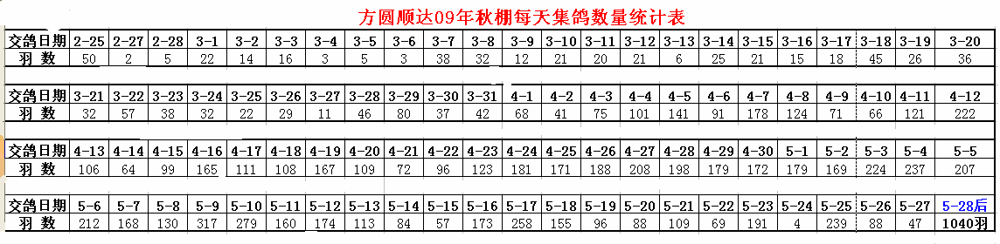 方圆顺达09年秋棚每天集鸽数量统计表
交鸽日期 2-25 2-27 2-28 3-1 3-2 3-3 3-4 3-5 3-6 3-7 3-8 3-9 3-10 3-11 3-12 3-13 3-14 3-15 3-16 3-17 3-18 3-19 3-20
羽 数 50 2 5 22 14 16 3 5 3 38 32 12 21 20 21 6 25 21 15 18 45 26 36
交鸽日期 3-21 3-22 3-23 3-24 3-25 3-26 3-27 3-28 3-29 3-30 3-31 4-1 4-2 4-3 4-4 4-5 4-6 4-7 4-8 4-9 4-10 4-11 4-12
羽 数 32 57 38 32 22 29 11 46 80 37 42 68 41 75 101 141 91 178 124 71 66 121 222
交鸽日期 4-13 4-14 4-15 4-16 4-17 4-18 4-19 4-20 4-21 4-22 4-23 4-24 4-25 4-26 4-27 4-28 4-29 4-30 5-1 5-2 5-3 5-4 5-5
羽 数 106 64 99 165 111 108 167 109 72 96 123 181 171 188 208 198 179 172 179 169 224 237 207
交鸽日期 5-6 5-7 5-8 5-9 5-10 5-11 5-12 5-13 5-14 5-15 5-16 5-17 5-18 5-19 5-20 5-21 5-22 5-23 5-24 5-25 5-26 5-27 5-28后
羽 数 212 168 130 317 279 160 174 113 84 57 173 258 155 96 88 109 69 191 4 239 88 47 1040羽